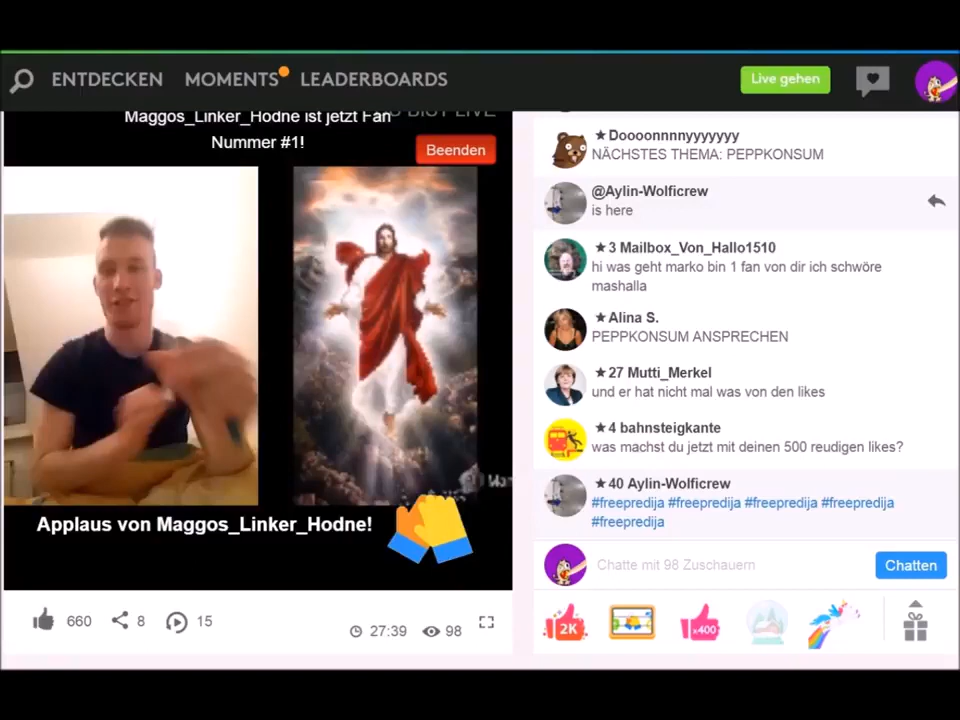 ENTDECKEN MOMENTS LEADERBOARDS Live gehen
Maggos_Linker_Hodne ist jetzt Fan
Nummer #1!
BIST LIVE
Beenden
Applaus von Maggos_Linker_Hodne!
660 8 15 27:39 98
★Doooonnnnyyyyyyy
NÄCHSTES THEMA: PEPPKONSUM
@Aylin-Wolficrew
is here
★3 Mailbox_Von_Hallo1510
hi was geht marko bin 1 fan von dir ich schwöre
mashalla
★Alina S.
PEPPKONSUM ANSPRECHEN
★27 Mutti_Merkel
und er hat nicht mal was von den likes
★4 bahnsteigkante
was machst du jetzt mit deinen 500 reudigen likes?
★40 Aylin-Wolficrew
#freepredija #freepredija #freepredija #freepredija
#freepredija
Chatte mit 98 Zuschauern
Chatten
2K
x400